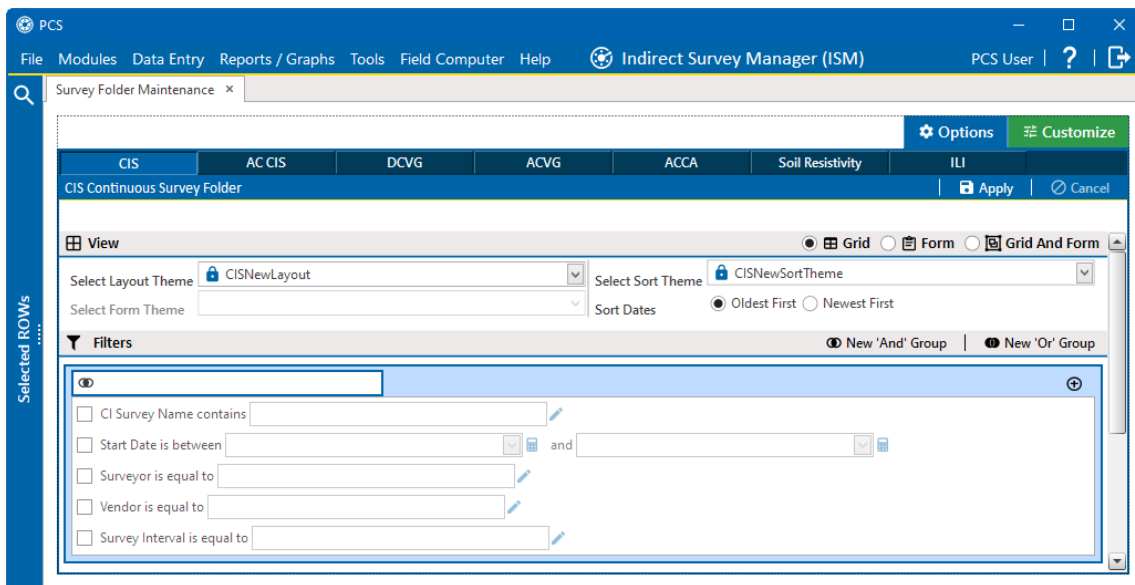 PCS
File Modules Data Entry Reports / Graphs Tools Field Computer Help Indirect Survey Manager (ISM) PCS User ?
Survey Folder Maintenance ×
Options Customize
CIS AC CIS DCVG ACVG ACCA Soil Resistivity ILI
CIS Continuous Survey Folder Apply Cancel
View Grid Form Grid And Form
Select Layout Theme CISNewLayout Select Sort Theme CISNewSortTheme
Select Form Theme Sort Dates Oldest First Newest First
Filters New 'And' Group New 'Or' Group
CI Survey Name contains
Start Date is between and
Surveyor is equal to
Vendor is equal to
Survey Interval is equal to
Selected ROWs